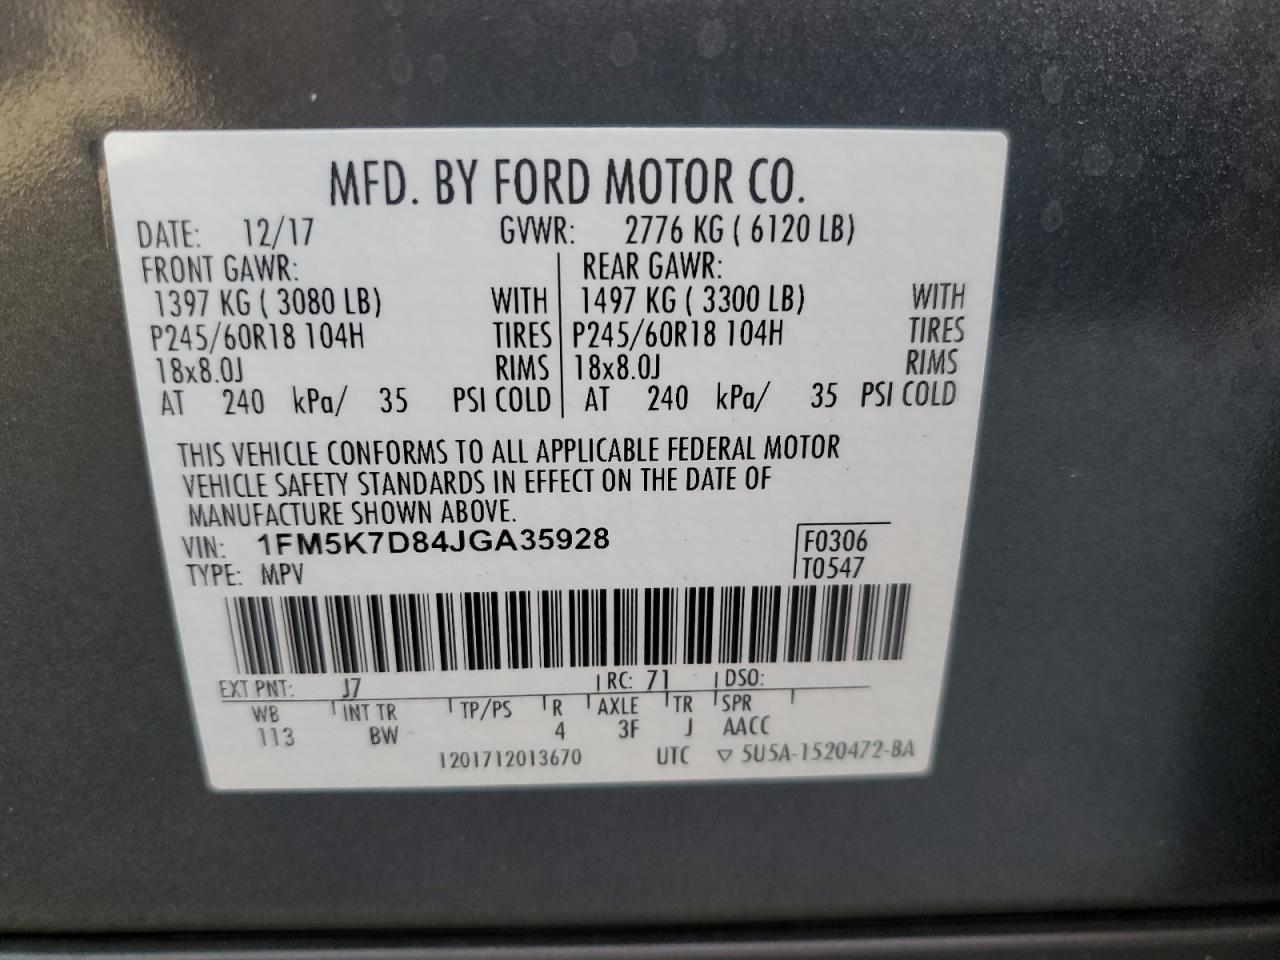 MFD. BY FORD MOTOR CO.
DATE: 12/17 GVWR: 2776 KG ( 6120 LB)
FRONT GAWR: REAR GAWR:
1397 KG ( 3080 LB) WITH 1497 KG ( 3300 LB) WITH
P245/60R18 104H TIRES P245/60R18 104H TIRES
18x8.0J RIMS 18x8.0J RIMS
AT 240 kPa/ 35 PSI COLD AT 240 kPa/ 35 PSI COLD
THIS VEHICLE CONFORMS TO ALL APPLICABLE FEDERAL MOTOR
VEHICLE SAFETY STANDARDS IN EFFECT ON THE DATE OF
MANUFACTURE SHOWN ABOVE.
VIN: 1FM5K7D84JGA35928 F0306
TYPE: MPV T0547
EXT PNT: J7 RC: 71 DSO:
WB INT TR TP/PS R AXLE TR SPR
113 BW 4 3F J AACC
1201712013670 UTC ▽ 5U5A-1520472-BA